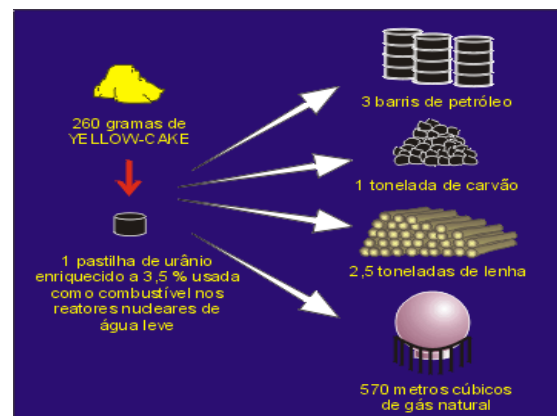 260 gramas de
YELLOW-CAKE
1 pastilha de urânio
enriquecido a 3,5 % usada
como combustível nos
reatores nucleares de
água leve
3 barris de petróleo
1 tonelada de carvão
2,5 toneladas de lenha
570 metros cúbicos
de gás natural